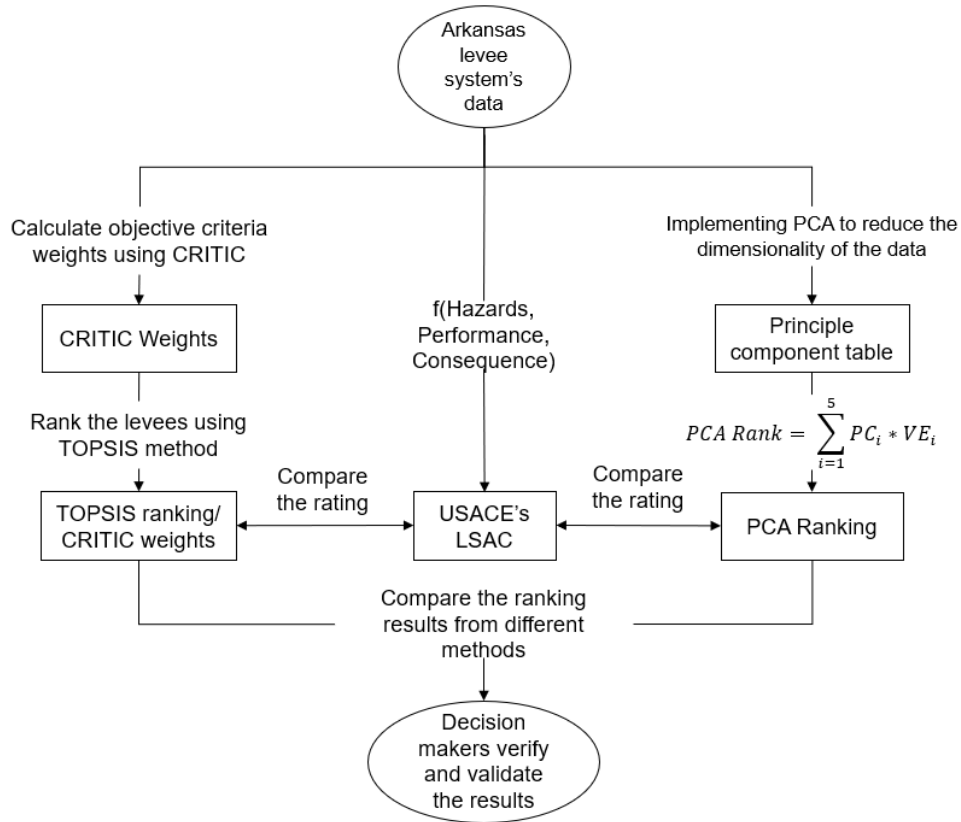 Arkansas
levee
system's
data
Calculate objective criteria
weights using CRITIC
CRITIC Weights
Rank the levees using
TOPSIS method
TOPSIS ranking/
CRITIC weights
f(Hazards,
Performance,
Consequence)
Compare
the rating
USACE's
LSAC
Compare
the rating
Implementing PCA to reduce the
dimensionality of the data
Principle
component table
PCA Rank = \sum_{i=1}^{5} PC_i * VE_i
PCA Ranking
Compare the ranking
results from different
methods
Decision
makers verify
and validate
the results